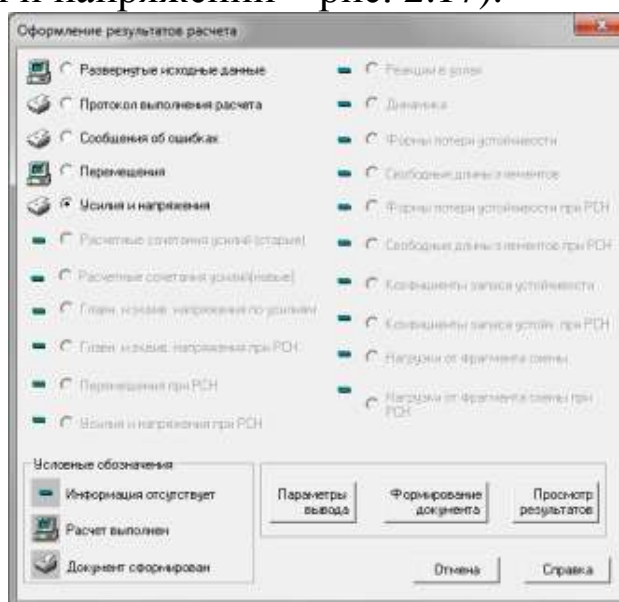 и напряжений – рис. 2.17).
Оформление результатов расчета
Развернутые исходные данные
Протокол выполнения расчета
Сообщения об ошибках
Перемещения
Усилия и напряжения
Расчетные сочетания усилий (старые)
Расчетные сочетания усилий(новые)
Главн. и эквив. напряжения по усилиям
Главн. и эквив. напряжения при РСН
Перемещения при РСН
Усилия и напряжения при РСН
Реакции в узлах
Динамика
Формы потери устойчивости
Свободные длины элементов
Формы потери устойчивости при РСН
Свободные длины элементов при РСН
Коэфициенты запаса устойчивости
Коэфициенты запаса устойч. при РСН
Нагрузки от фрагмента схемы
Нагрузки от фрагмента схемы при
РСН
Условные обозначения
Информация отсутствует
Расчет выполнен
Документ сформирован
Параметры
вывода
Формирование
документа
Просмотр
результатов
Отмена
Справка